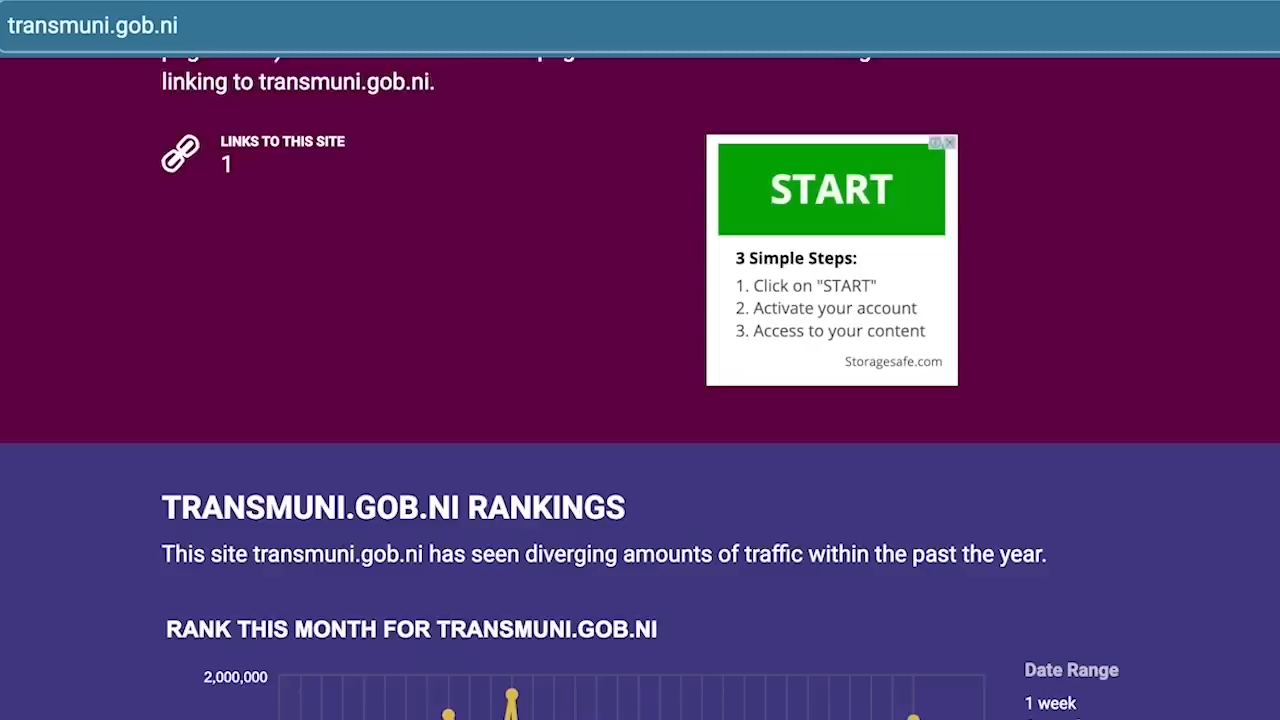 transmuni.gob.ni
linking to transmuni.gob.ni.
LINKS TO THIS SITE
1
START
3 Simple Steps:
1. Click on "START"
2. Activate your account
3. Access to your content
Storagesafe.com
TRANSMUNI.GOB.NI RANKINGS
This site transmuni.gob.ni has seen diverging amounts of traffic within the past the year.
RANK THIS MONTH FOR TRANSMUNI.GOB.NI
2,000,000
Date Range
1 week